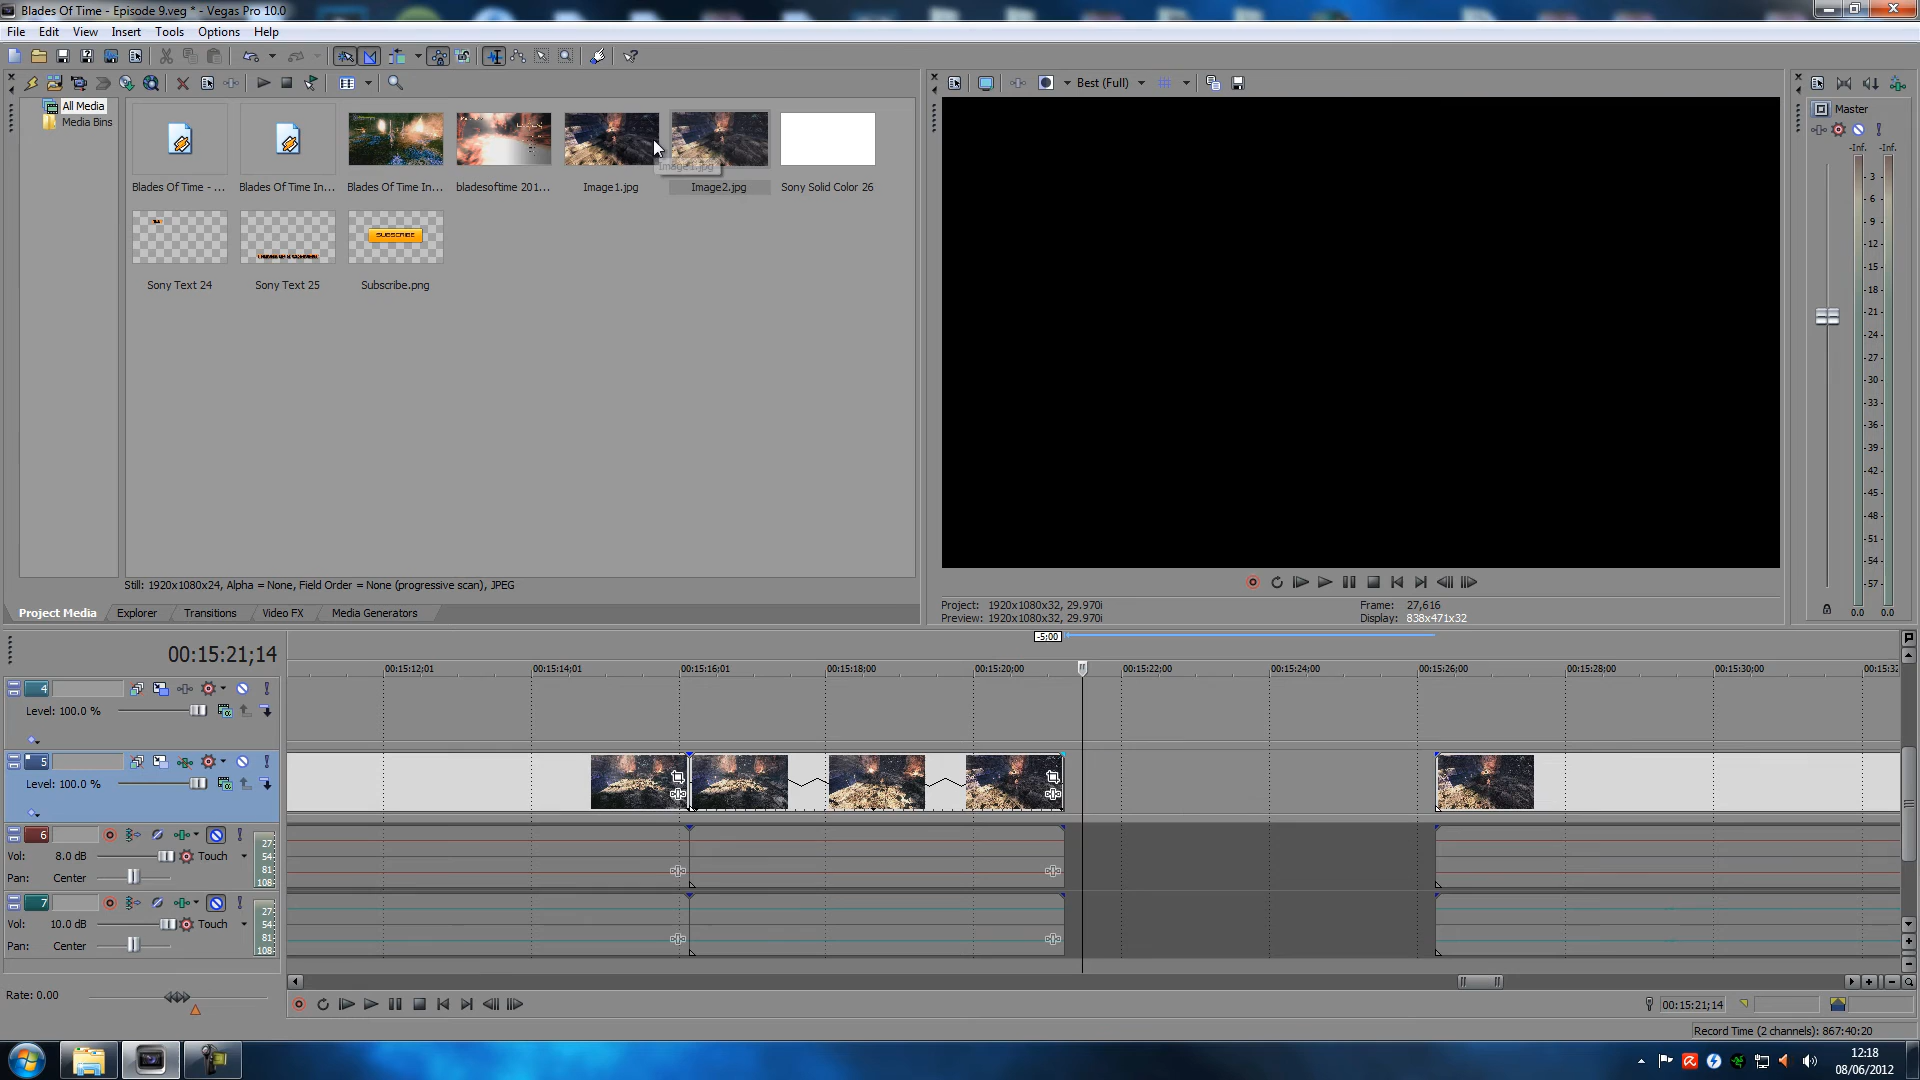 Blades Of Time - Episode 9.veg * - Vegas Pro 10.0
File Edit View Insert Tools Options Help
Best (Full)
All Media
Media Bins
Master
-Inf. -Inf.
Blades Of Time - ...
Blades Of Time In...
Blades Of Time In...
bladesoftime 201...
Image1.jpg
Image2.jpg
Sony Solid Color 26
Image1.jpg
SUBSCRIBE
Sony Text 24
Sony Text 25
Subscribe.png
3
6
9
12
15
18
21
24
27
30
33
36
39
42
45
48
51
54
57
0.0 0.0
Still: 1920x1080x24, Alpha = None, Field Order = None (progressive scan), JPEG
Project Media Explorer Transitions Video FX Media Generators
Project: 1920x1080x32, 29.970i
Preview: 1920x1080x32, 29.970i
Frame: 27,616
Display: 838x471x32
-5:00
00:15:21;14
00:15:12;01 00:15:14;01 00:15:16;01 00:15:18;00 00:15:20;00 00:15:22;00 00:15:24;00 00:15:26;00 00:15:28;00 00:15:30;00 00:15:32
4
Level: 100.0 %
5
Level: 100.0 %
6
Vol: 8.0 dB Touch
Pan: Center
27
54
81
108
7
Vol: 10.0 dB Touch
Pan: Center
27
54
81
108
Rate: 0.00
00:15:21;14
Record Time (2 channels): 867:40:20
12:18
08/06/2012